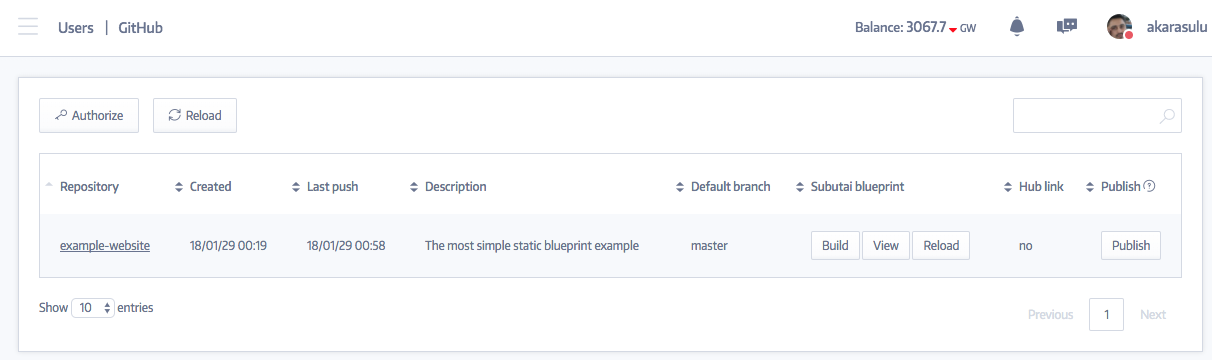 Users | GitHub Balance: 3067.7 GW akarasulu
Authorize Reload
Repository Created Last push Description Default branch Subutai blueprint Hub link Publish ?
example-website 18/01/29 00:19 18/01/29 00:58 The most simple static blueprint example master Build View Reload no Publish
Show 10 entries
Previous 1 Next